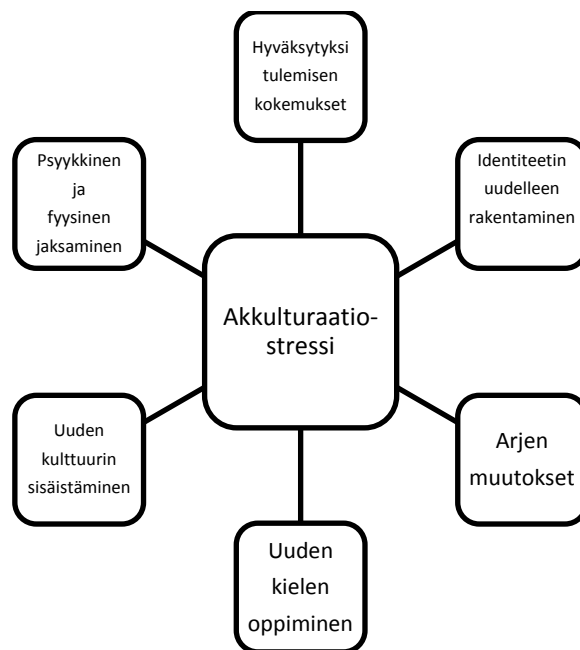 Hyväksytyksi
tulemisen
kokemukset
Psyykkinen
ja
fyysinen
jaksaminen
Identiteetin
uudelleen
rakentaminen
Akkulturaatio-
stressi
Uuden
kulttuurin
sisäistäminen
Arjen
muutokset
Uuden
kielen
oppiminen